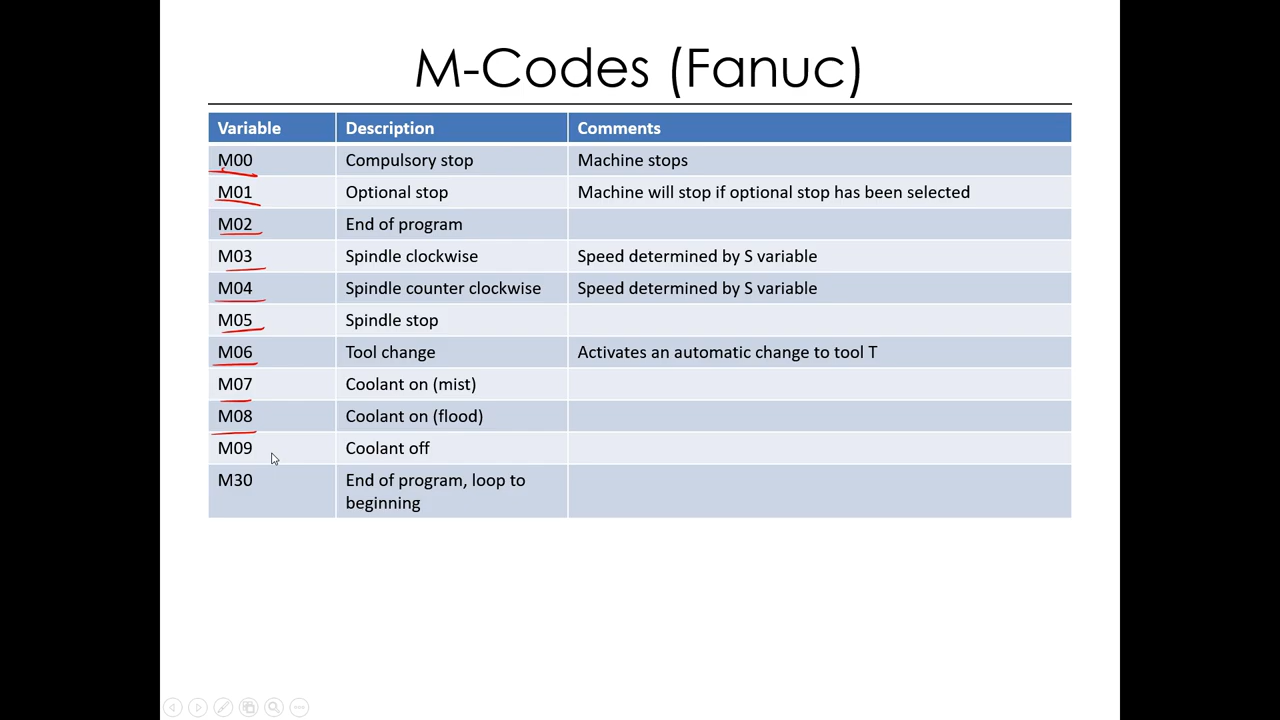 M-Codes (Fanuc)
Variable Description Comments
M00 Compulsory stop Machine stops
M01 Optional stop Machine will stop if optional stop has been selected
M02 End of program
M03 Spindle clockwise Speed determined by S variable
M04 Spindle counter clockwise Speed determined by S variable
M05 Spindle stop
M06 Tool change Activates an automatic change to tool T
M07 Coolant on (mist)
M08 Coolant on (flood)
M09 Coolant off
M30 End of program, loop to
beginning